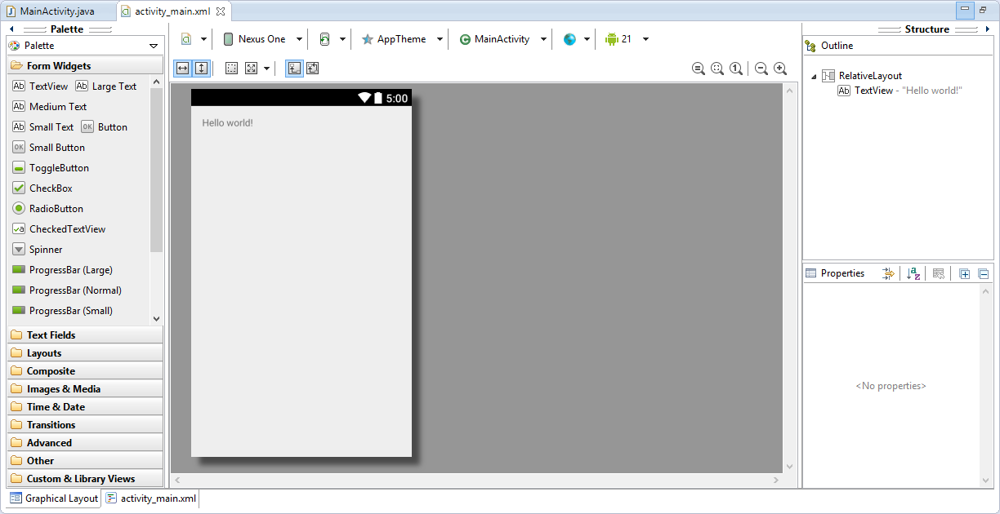 MainActivity.java
activity_main.xml
Palette
Palette
Form Widgets
Ab TextView Ab Large Text
Ab Medium Text
Ab Small Text OK Button
OK Small Button
ToggleButton
CheckBox
RadioButton
a CheckedTextView
Spinner
ProgressBar (Large)
ProgressBar (Normal)
ProgressBar (Small)
Text Fields
Layouts
Composite
Images & Media
Time & Date
Transitions
Advanced
Other
Custom & Library Views
Graphical Layout
activity_main.xml
Nexus One
AppTheme
C MainActivity
21
1
5:00
Hello world!
Structure
Outline
RelativeLayout
Ab TextView - "Hello world!"
Properties
a
z
<No properties>